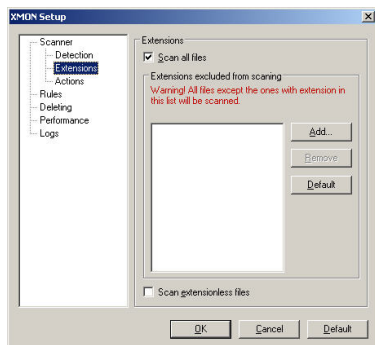 XMON Setup
Scanner
Detection
Extensions
Actions
Rules
Deleting
Performance
Logs
Extensions
Scan all files
Extensions excluded from scaning
Warning! All files except the ones with extension in
this list will be scanned.
Add...
Remove
Default
Scan extensionless files
OK
Cancel
Default